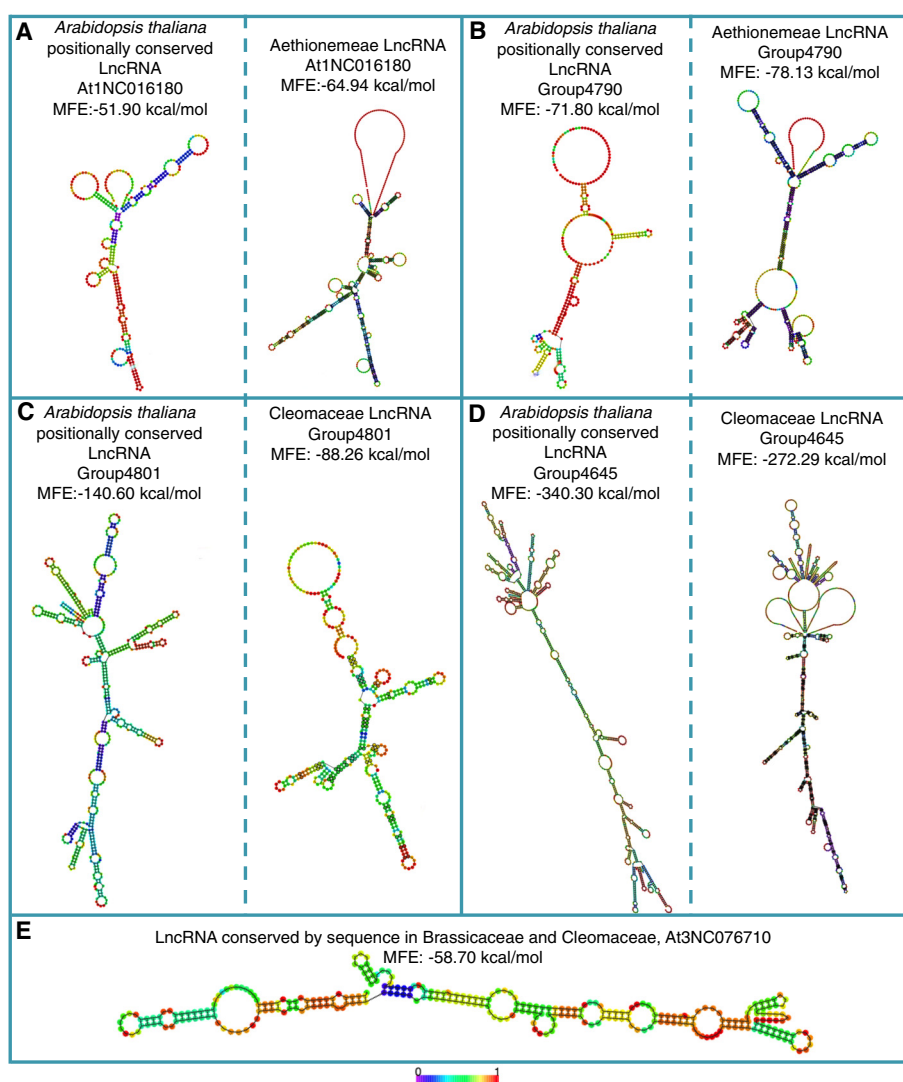 A
Arabidopsis thaliana
positionally conserved
LncRNA
At1NC016180
MFE:-51.90 kcal/mol
Aethionemeae LncRNA
At1NC016180
MFE:-64.94 kcal/mol
B
Arabidopsis thaliana
positionally conserved
LncRNA
Group4790
MFE: -71.80 kcal/mol
Aethionemeae LncRNA
Group4790
MFE: -78.13 kcal/mol
C
Arabidopsis thaliana
positionally conserved
LncRNA
Group4801
MFE:-140.60 kcal/mol
Cleomaceae LncRNA
Group4801
MFE: -88.26 kcal/mol
D
Arabidopsis thaliana
positionally conserved
LncRNA
Group4645
MFE: -340.30 kcal/mol
Cleomaceae LncRNA
Group4645
MFE: -272.29 kcal/mol
E
LncRNA conserved by sequence in Brassicaceae and Cleomaceae, At3NC076710
MFE: -58.70 kcal/mol
0 1